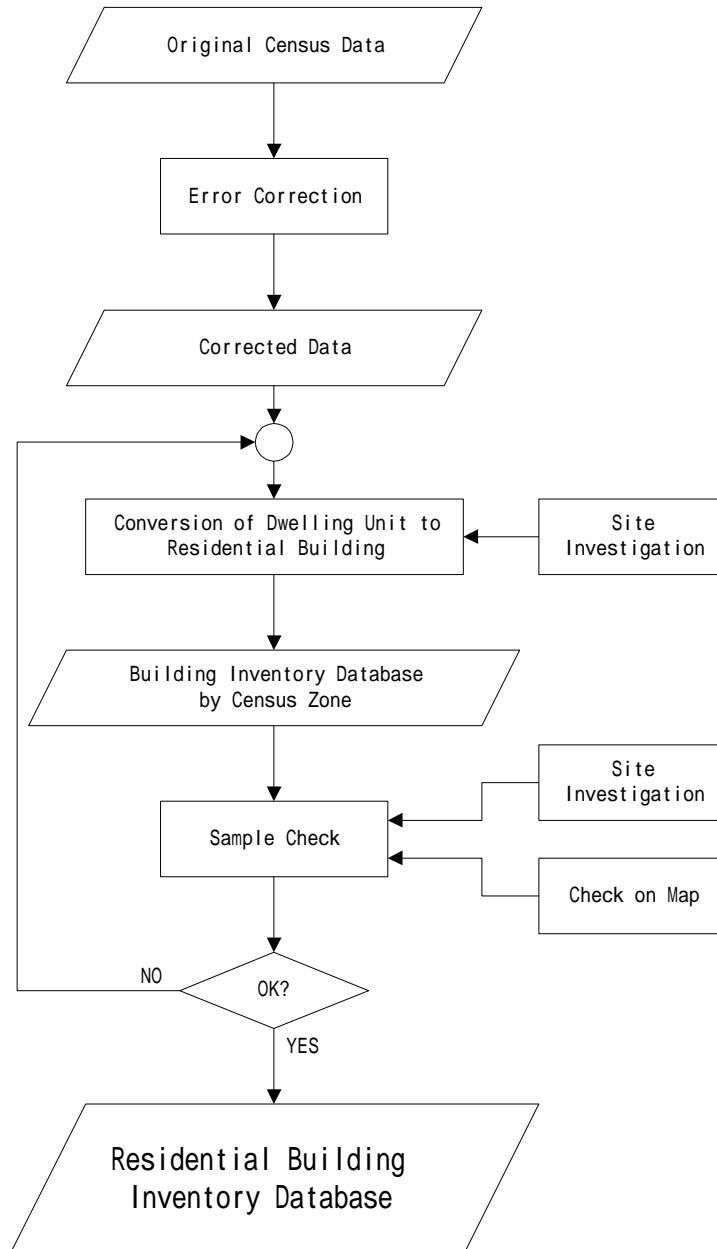 Original Census Data
Error Correction
Corrected Data
Conversion of Dwelling Unit to
Residential Building
Site
Investigation
Building Inventory Database
by Census Zone
Site
Investigation
Sample Check
Check on Map
NO
OK?
YES
Residential Building
Inventory Database